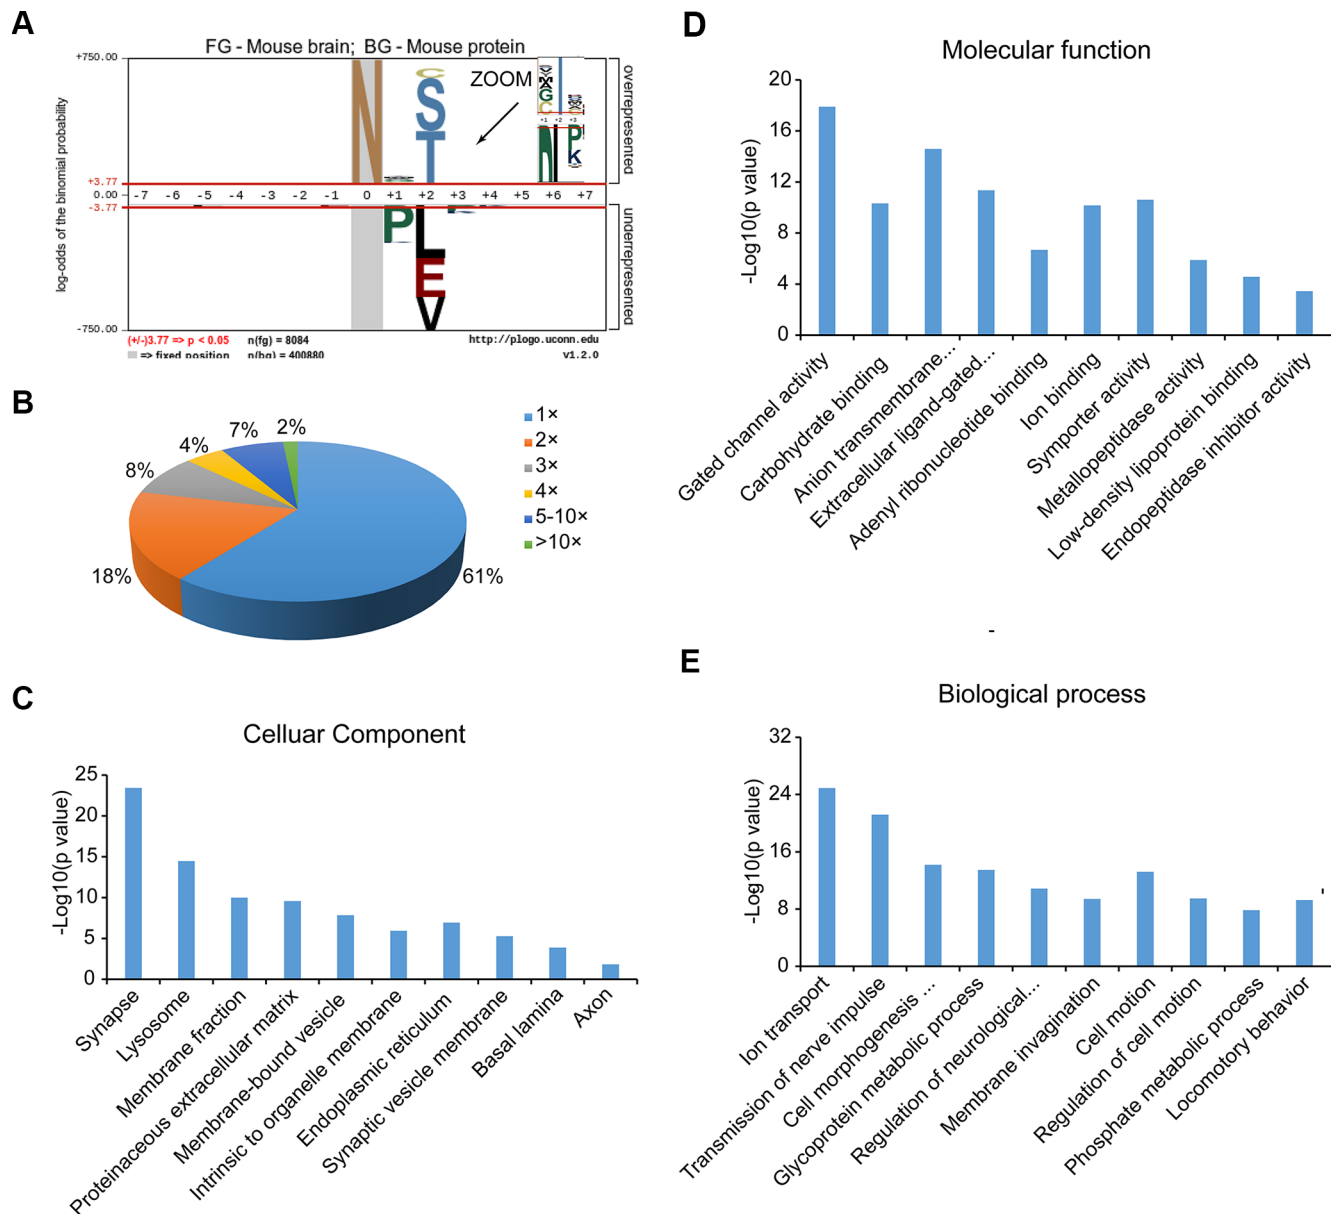 A
FG - Mouse brain; BG - Mouse protein
+750.00
+3.77
0.00
-3.77
-750.00
log-odds of the binomial probability
overrepresented
underrepresented
ZOOM
N
C
S
T
P
L
E
V
G
C
+1 +2 +3
N I P
K
-7 -6 -5 -4 -3 -2 -1 0 +1 +2 +3 +4 +5 +6 +7
(+/-)3.77 => p < 0.05 n(fg) = 8084 http://plogo.uconn.edu
=> fixed position n(bg) = 400880 v1.2.0
B
2%
7%
4%
8%
18%
61%
1×
2×
3×
4×
5-10×
>10×
C
Celluar Component
-Log10(p value)
25
20
15
10
5
0
Synapse
Lysosome
Membrane fraction
Proteinaceous extracellular matrix
Membrane-bound vesicle
Intrinsic to organelle membrane
Endoplasmic reticulum
Synaptic vesicle membrane
Basal lamina
Axon
D
Molecular function
-Log10(p value)
20
16
12
8
4
0
Gated channel activity
Carbohydrate binding
Anion transmembrane...
Extracellular ligand-gated...
Adenyl ribonucleotide binding
Ion binding
Symporter activity
Metallopeptidase activity
Low-density lipoprotein binding
Endopeptidase inhibitor activity
E
Biological process
-Log10(p value)
32
24
16
8
0
Ion transport
Transmission of nerve impulse
Cell morphogenesis ...
Glycoprotein metabolic process
Regulation of neurological...
Membrane invagination
Cell motion
Regulation of cell motion
Phosphate metabolic process
Locomotory behavior